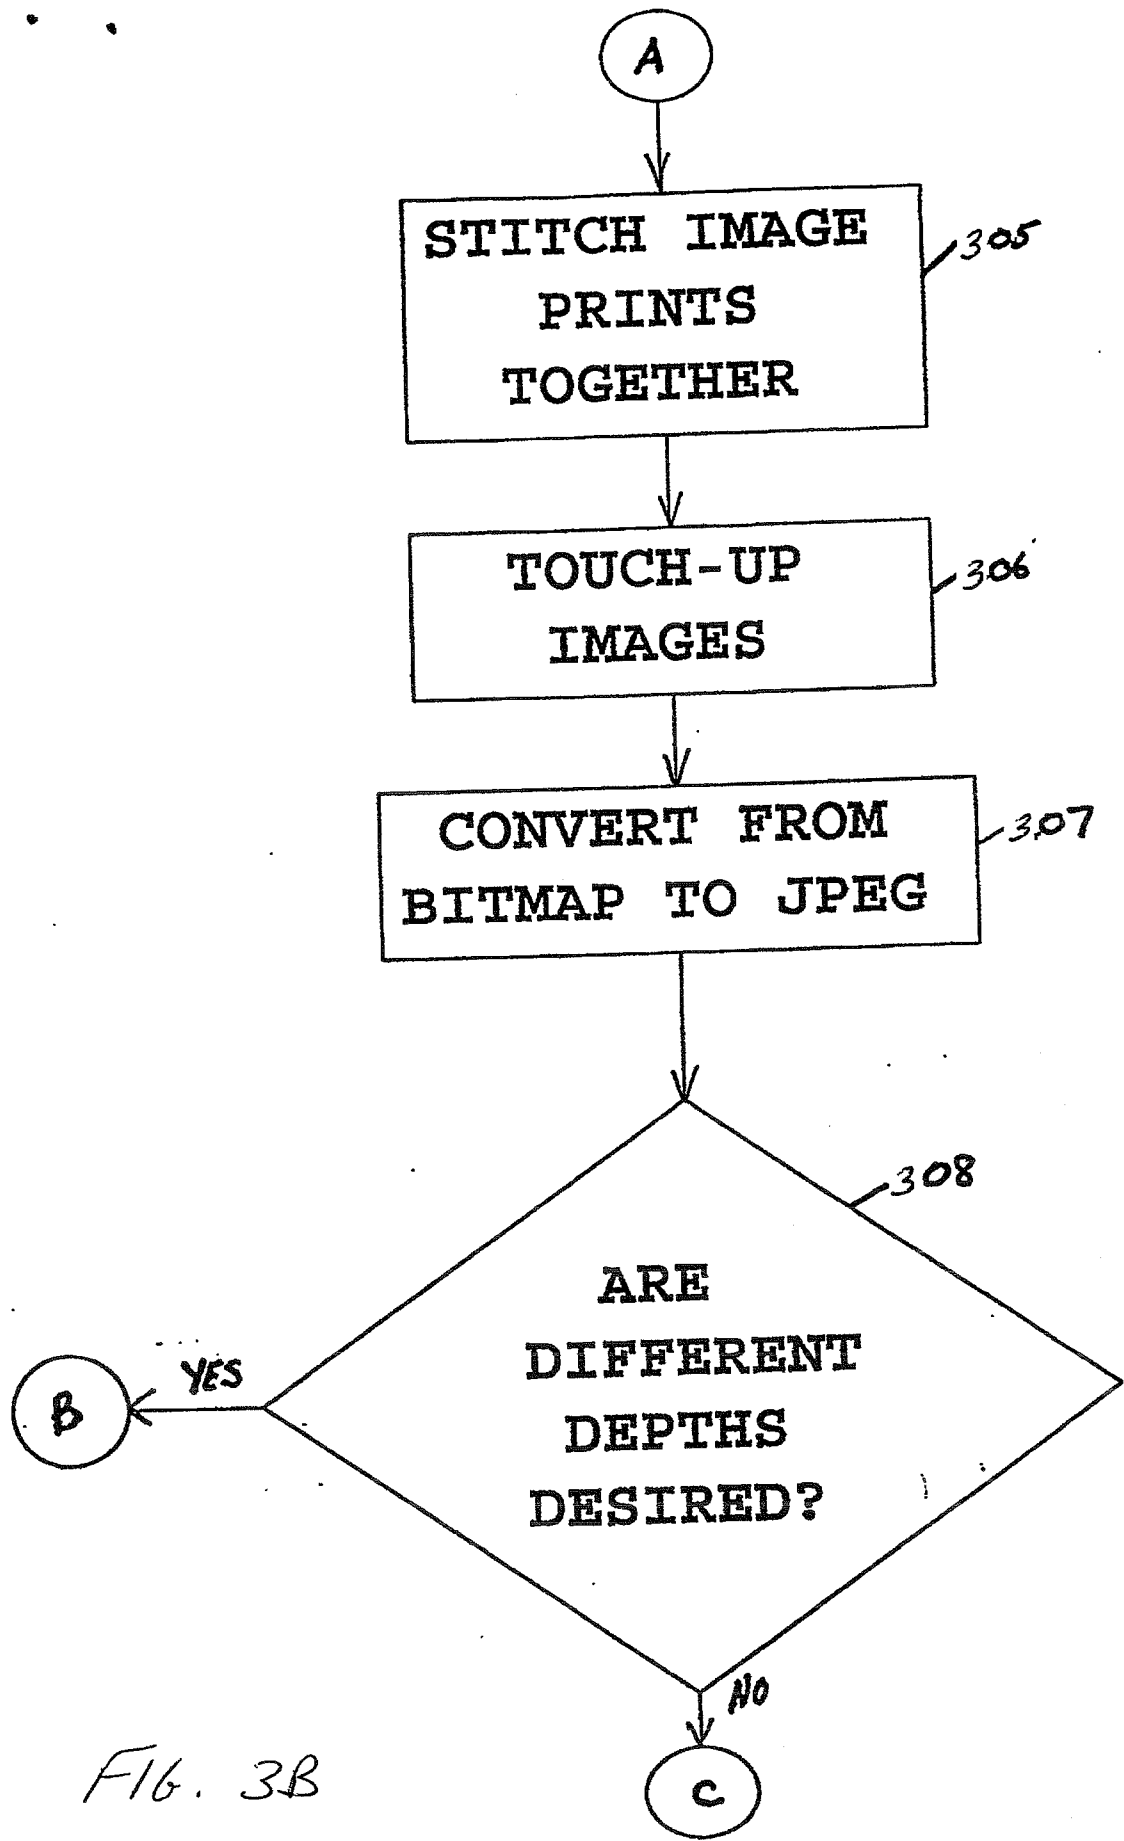 A
STITCH IMAGE
PRINTS
TOGETHER
305
TOUCH-UP
IMAGES
306
CONVERT FROM
BITMAP TO JPEG
307
308
ARE
DIFFERENT
DEPTHS
DESIRED?
YES
B
NO
C
FIG. 3B